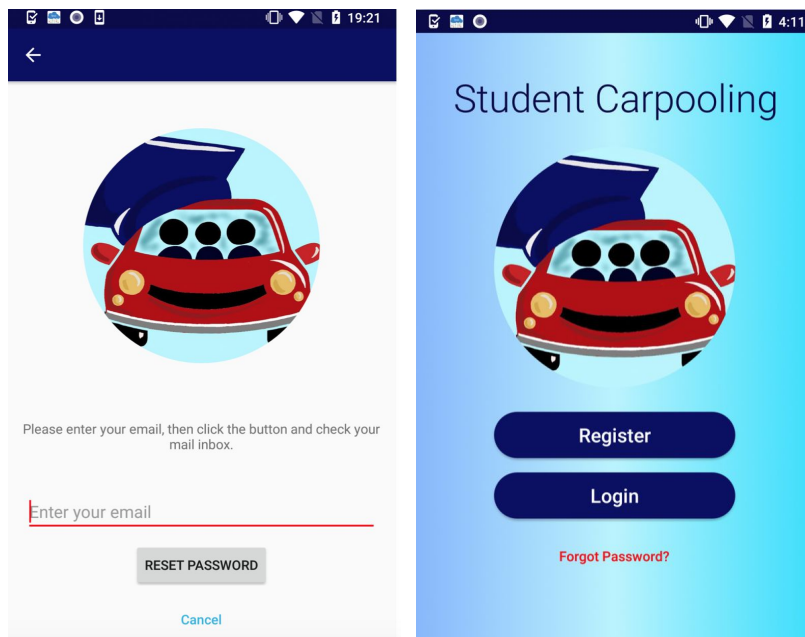 19:21
Please enter your email, then click the button and check your
mail inbox.
Enter your email
RESET PASSWORD
Cancel
4:11
Student Carpooling
Register
Login
Forgot Password?